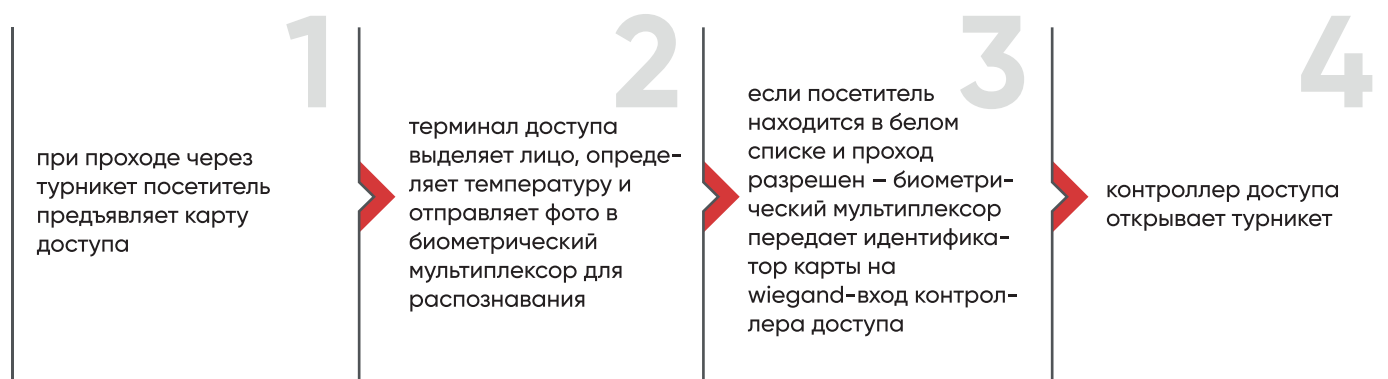 1
при проходе через
турникет посетитель
предъявляет карту
доступа
2
терминал доступа
выделяет лицо, опреде-
ляет температуру и
отправляет фото в
биометрический
мультиплексор для
распознавания
3
если посетитель
находится в белом
списке и проход
разрешен – биометри-
ческий мультиплексор
передает идентифика-
тор карты на
wiegand-вход контрол-
лера доступа
4
контроллер доступа
открывает турникет